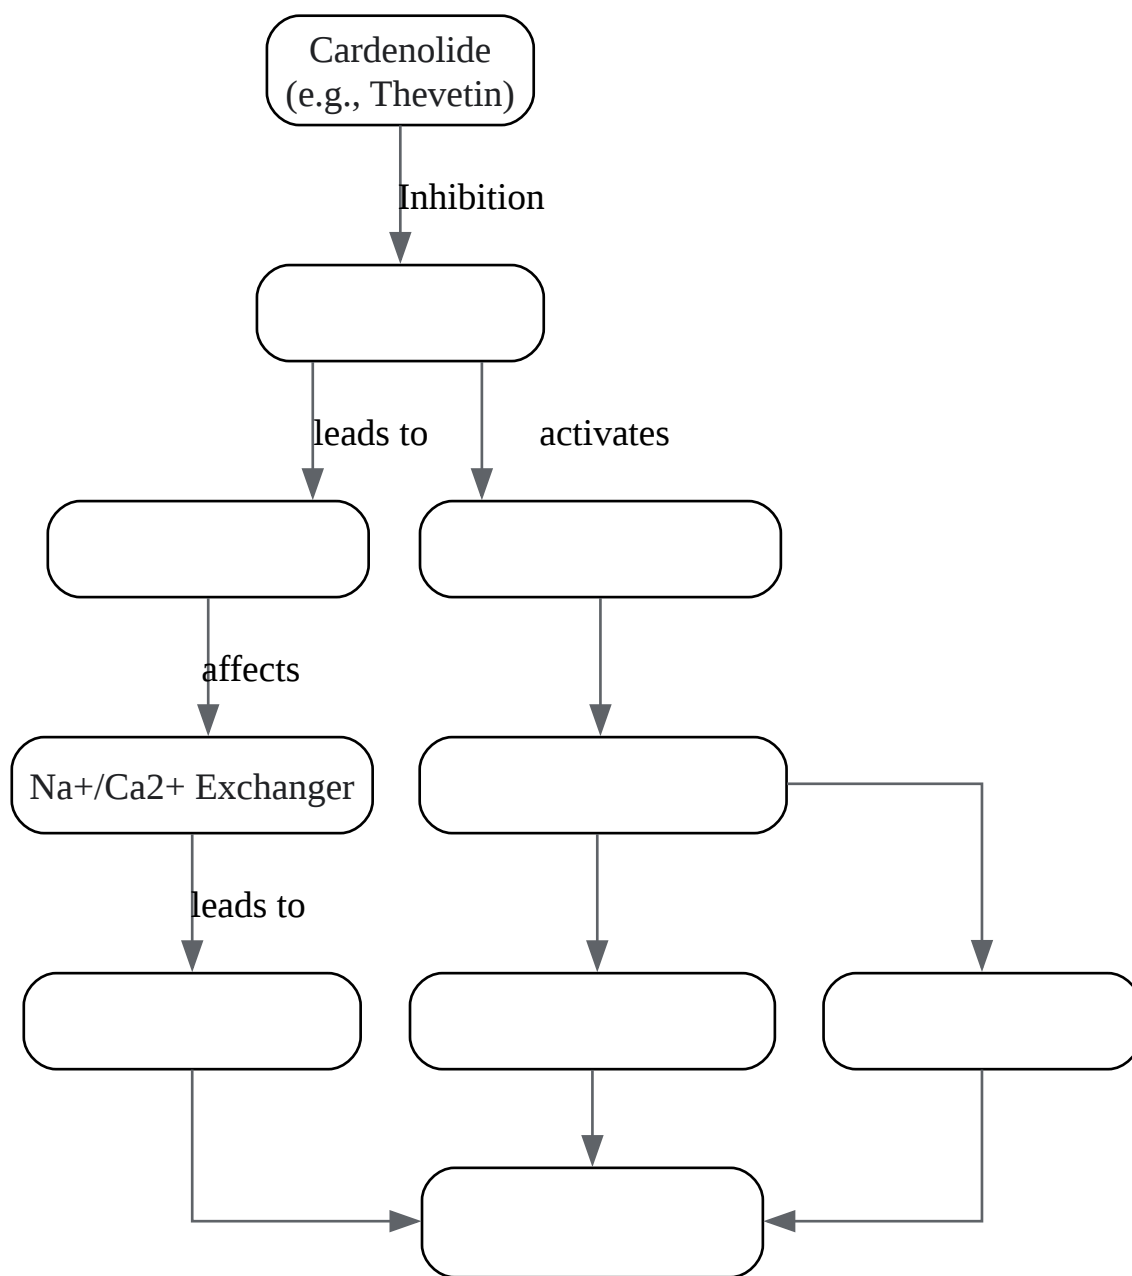 Cardenolide
(e.g., Thevetin)
Inhibition
leads to
activates
affects
Na+/Ca2+ Exchanger
leads to